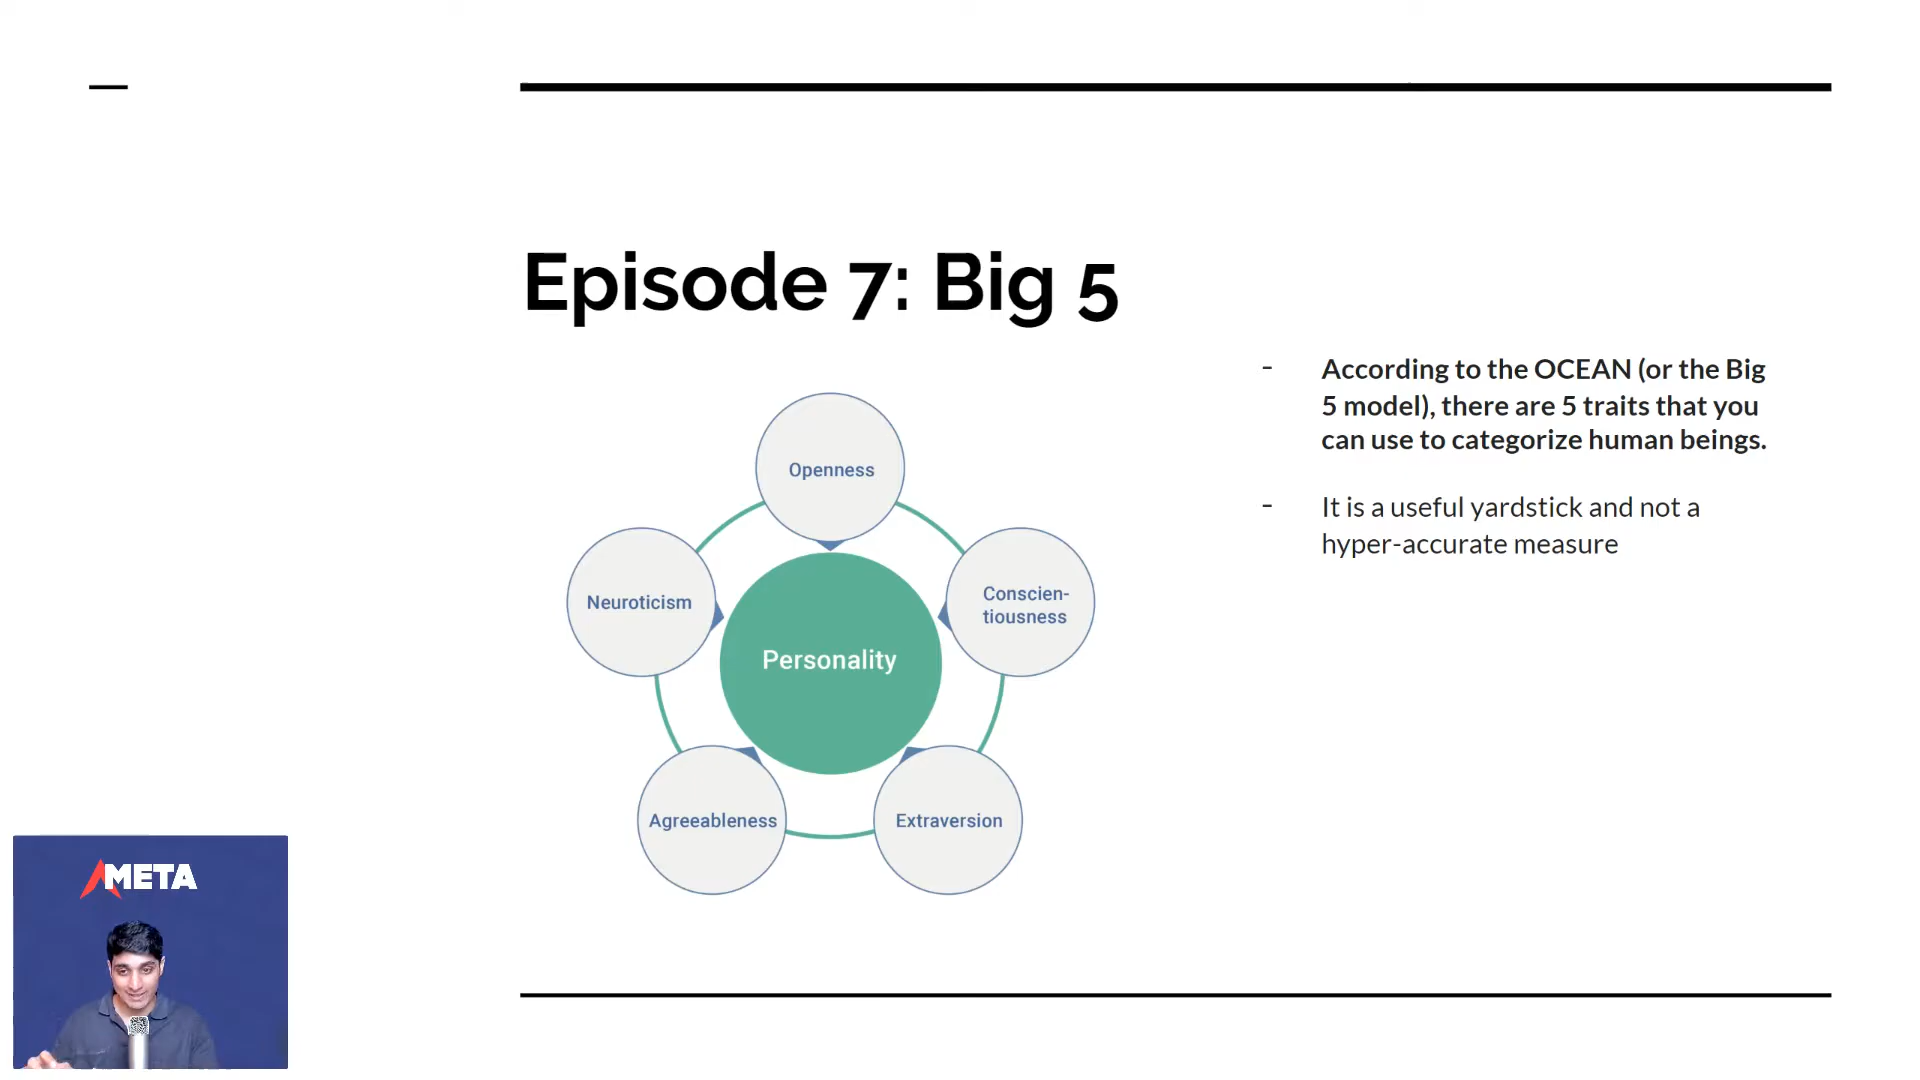 Episode 7: Big 5
- According to the OCEAN (or the Big
5 model), there are 5 traits that you
can use to categorize human beings.
- It is a useful yardstick and not a
hyper-accurate measure
Openness
Neuroticism
Conscien-
tiousness
Personality
Agreeableness
Extraversion
META